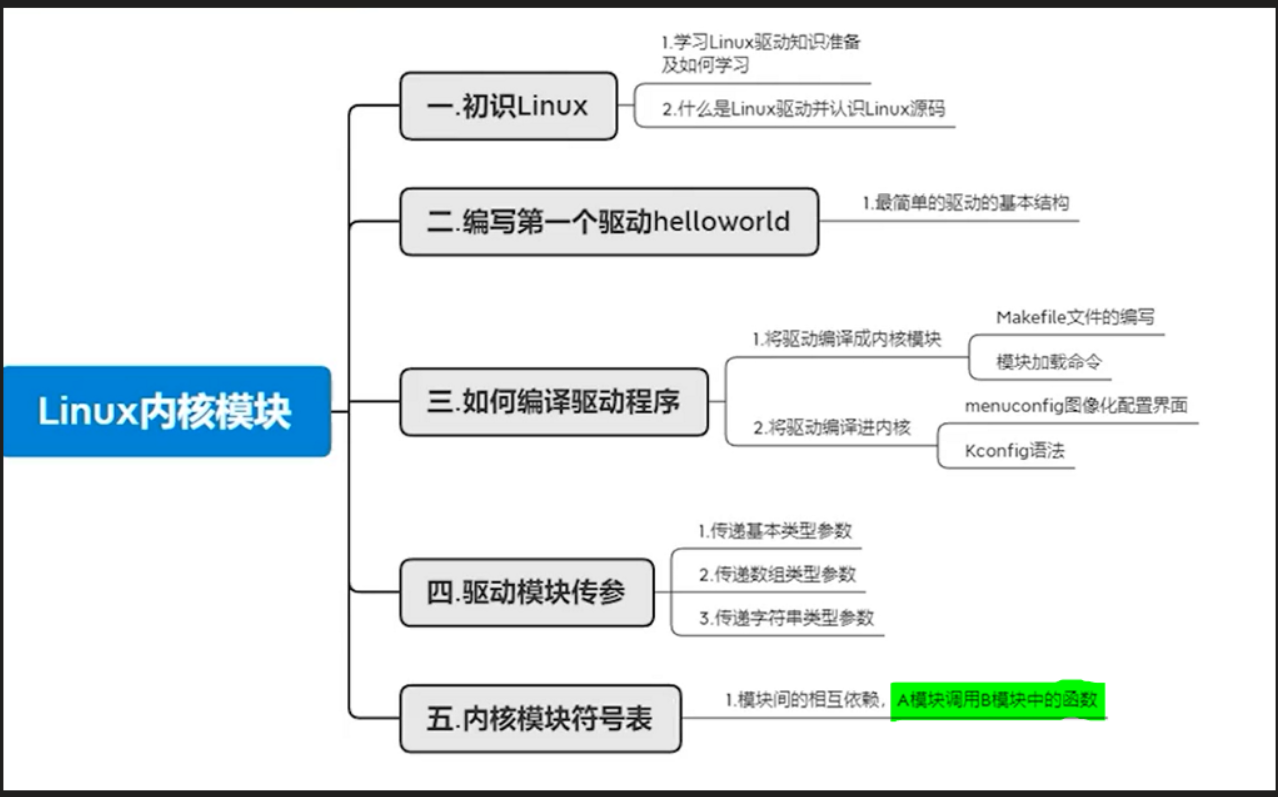 Linux内核模块
一.初识Linux
1.学习Linux驱动知识准备
及如何学习
2.什么是Linux驱动并认识Linux源码
二.编写第一个驱动helloworld
1.最简单的驱动的基本结构
三.如何编译驱动程序
1.将驱动编译成内核模块
Makefile文件的编写
模块加载命令
2.将驱动编译进内核
menuconfig图像化配置界面
Kconfig语法
四.驱动模块传参
1.传递基本类型参数
2.传递数组类型参数
3.传递字符串类型参数
五.内核模块符号表
1.模块间的相互依赖，A模块调用B模块中的函数